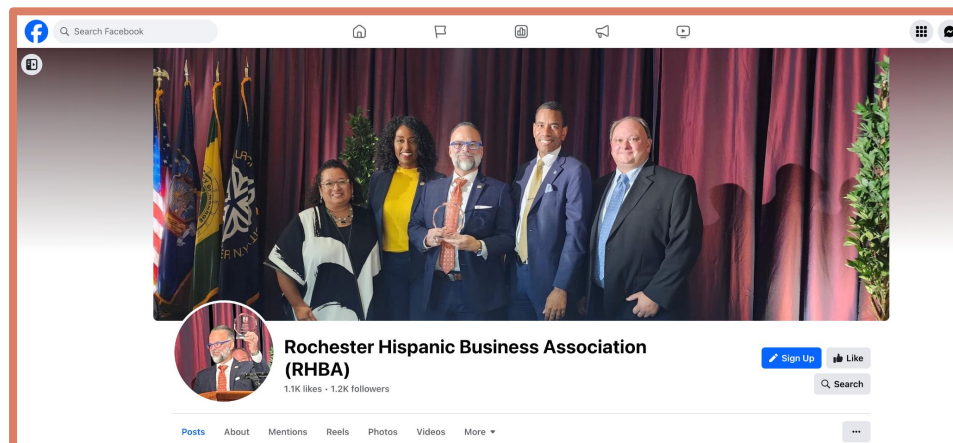 Search Facebook
Rochester Hispanic Business Association
(RHBA)
1.1K likes • 1.2K followers
Sign Up
Like
Search
Posts About Mentions Reels Photos Videos More